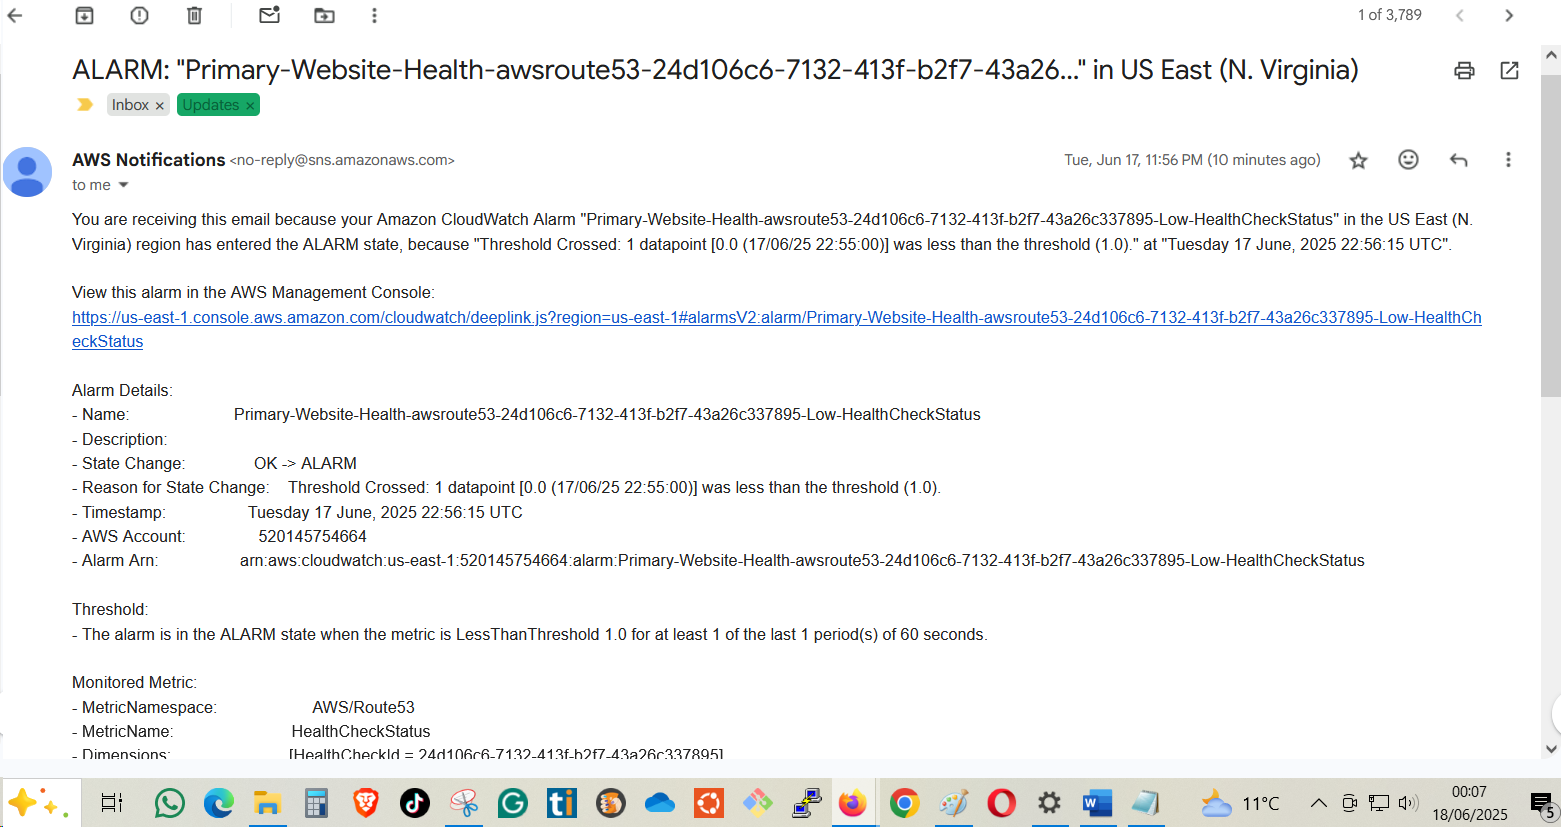 1 of 3,789
ALARM: "Primary-Website-Health-awsroute53-24d106c6-7132-413f-b2f7-43a26..." in US East (N. Virginia)
Inbox × Updates ×
AWS Notifications <no-reply@sns.amazonaws.com> Tue, Jun 17, 11:56 PM (10 minutes ago)
to me
You are receiving this email because your Amazon CloudWatch Alarm "Primary-Website-Health-awsroute53-24d106c6-7132-413f-b2f7-43a26c337895-Low-HealthCheckStatus" in the US East (N.
Virginia) region has entered the ALARM state, because "Threshold Crossed: 1 datapoint [0.0 (17/06/25 22:55:00)] was less than the threshold (1.0)." at "Tuesday 17 June, 2025 22:56:15 UTC".
View this alarm in the AWS Management Console:
https://us-east-1.console.aws.amazon.com/cloudwatch/deeplink.js?region=us-east-1#alarmsV2:alarm/Primary-Website-Health-awsroute53-24d106c6-7132-413f-b2f7-43a26c337895-Low-HealthCh
eckStatus
Alarm Details:
- Name: Primary-Website-Health-awsroute53-24d106c6-7132-413f-b2f7-43a26c337895-Low-HealthCheckStatus
- Description:
- State Change: OK -> ALARM
- Reason for State Change: Threshold Crossed: 1 datapoint [0.0 (17/06/25 22:55:00)] was less than the threshold (1.0).
- Timestamp: Tuesday 17 June, 2025 22:56:15 UTC
- AWS Account: 520145754664
- Alarm Arn: arn:aws:cloudwatch:us-east-1:520145754664:alarm:Primary-Website-Health-awsroute53-24d106c6-7132-413f-b2f7-43a26c337895-Low-HealthCheckStatus
Threshold:
- The alarm is in the ALARM state when the metric is LessThanThreshold 1.0 for at least 1 of the last 1 period(s) of 60 seconds.
Monitored Metric:
- MetricNamespace: AWS/Route53
- MetricName: HealthCheckStatus
- Dimensions: [HealthCheckId = 24d106c6-7132-413f-b2f7-43a26c337895]
11°C
00:07
18/06/2025
5